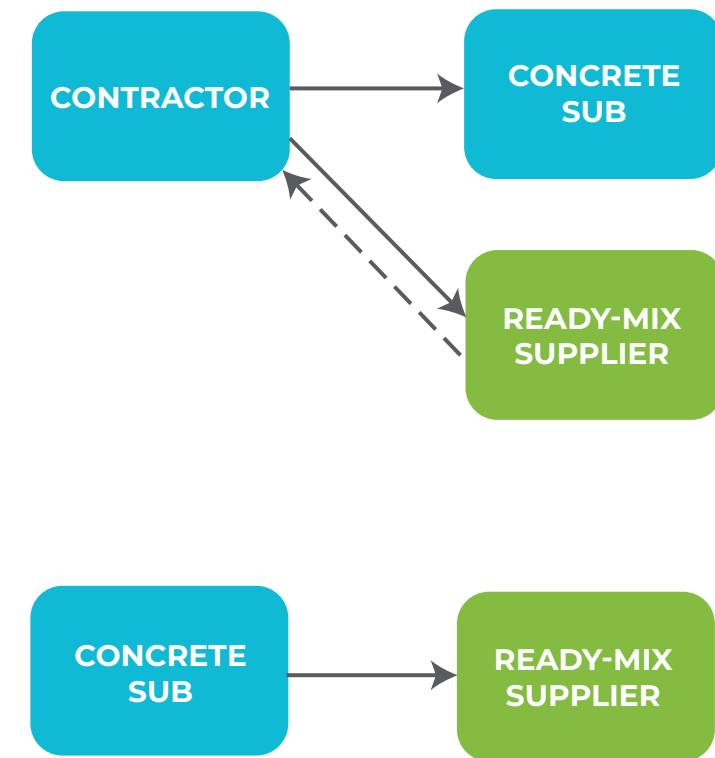 CONTRACTOR
CONCRETE
SUB
READY-MIX
SUPPLIER
CONCRETE
SUB
READY-MIX
SUPPLIER